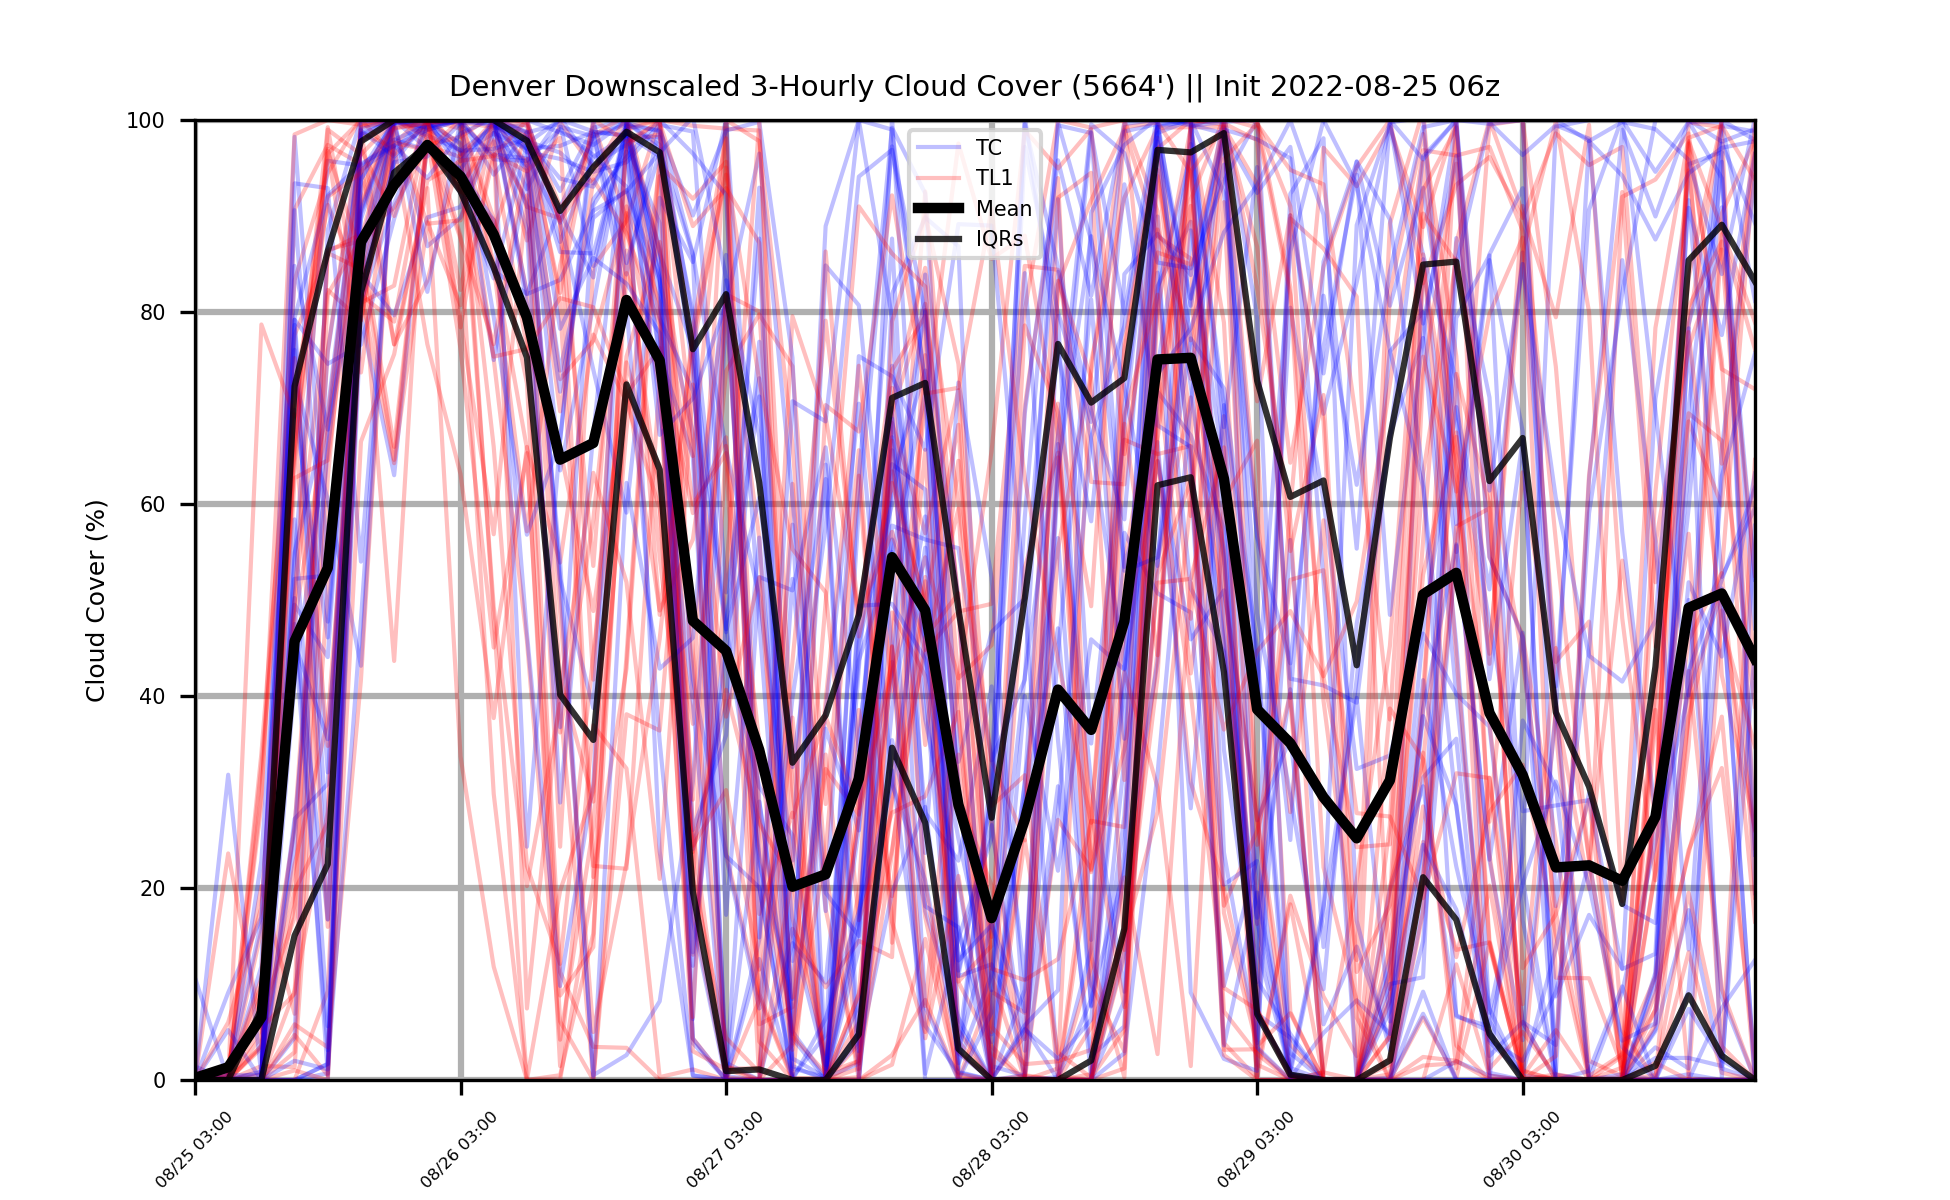 Denver Downscaled 3-Hourly Cloud Cover (5664') || Init 2022-08-25 06z
TC
TL1
Mean
IQRs
Cloud Cover (%)
100
80
60
40
20
0
08/25 03:00
08/26 03:00
08/27 03:00
08/28 03:00
08/29 03:00
08/30 03:00